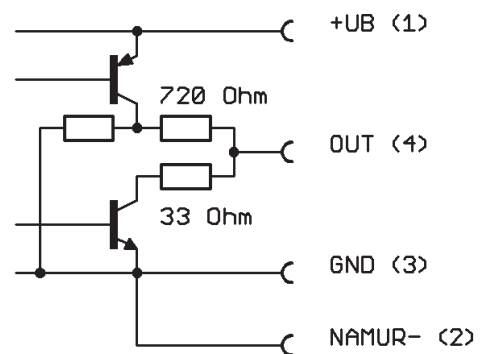 +UB (1)
720 Ohm
OUT (4)
33 Ohm
GND (3)
NAMUR- (2)